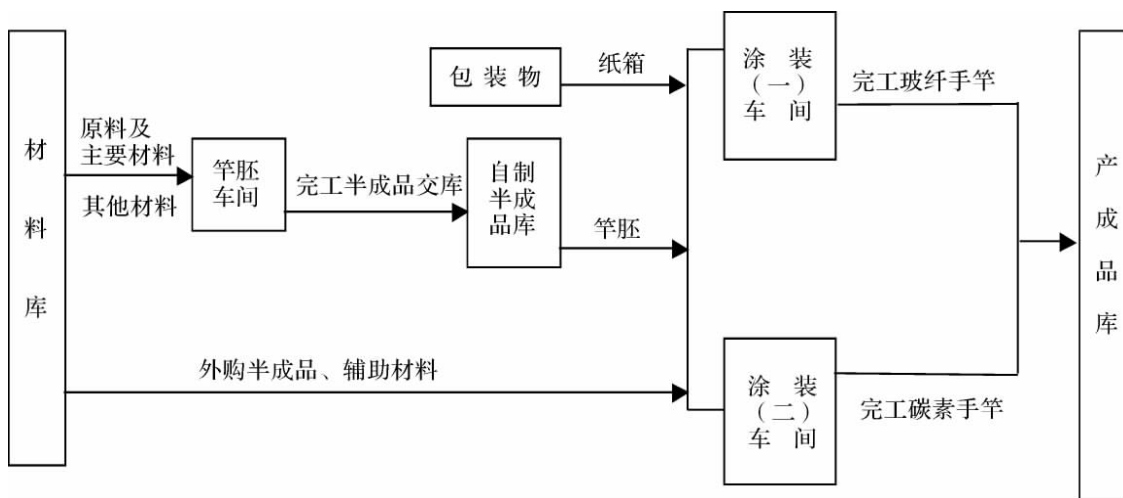 材
料
库
原料及
主要材料
其他材料
竿胚
车间
完工半成品交库
自制
半成
品库
竿胚
包装物
纸箱
外购半成品、辅助材料
涂装
(一)
车间
完工玻纤手竿
涂装
(二)
车间
完工碳素手竿
产
成
品
库